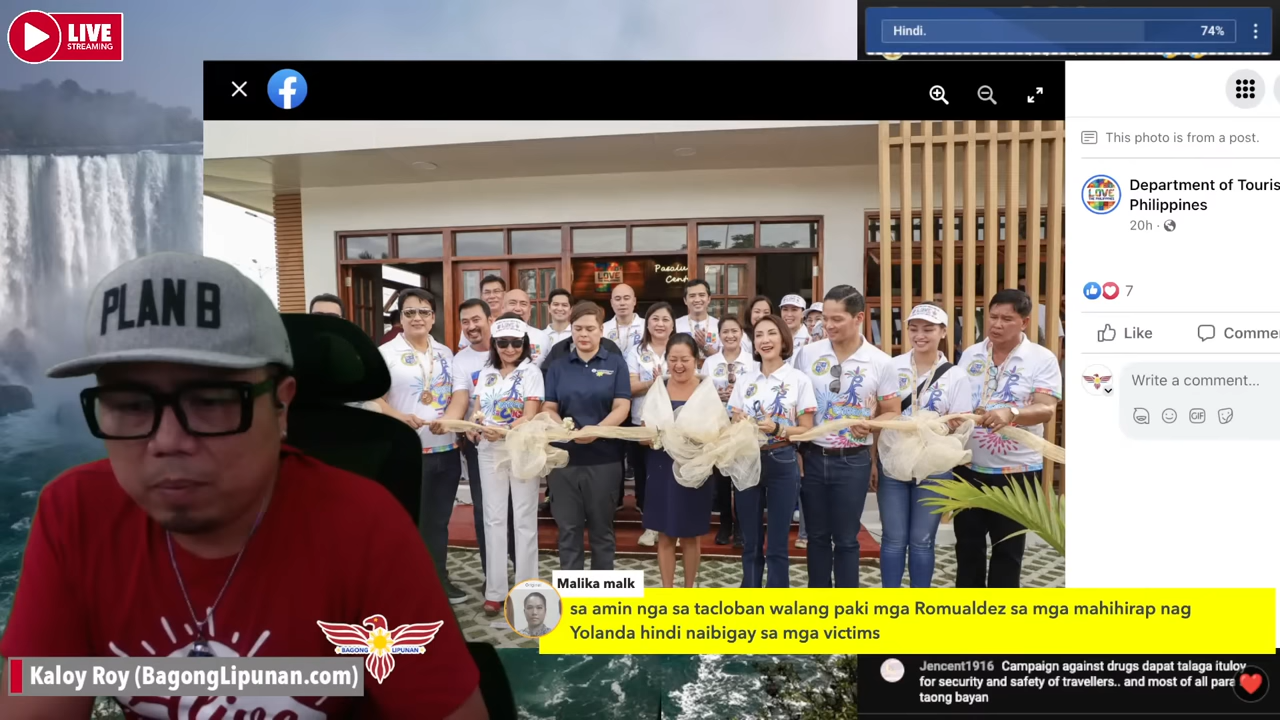 LIVE
STREAMING
Hindi.
74%
This photo is from a post.
Department of Touris
Philippines
20h ·
7
Like
Comme
Write a comment...
GIF
PLAN B
LOVE
Malika malk
sa amin nga sa tacloban walang paki mga Romualdez sa mga mahihirap nag
Yolanda hindi naibigay sa mga victims
BAGONG LIPUNAN
Kaloy Roy (BagongLipunan.com)
Jencent1916 Campaign against drugs dapat talaga ituloy
for security and safety of travellers.. and most of all para
taong bayan